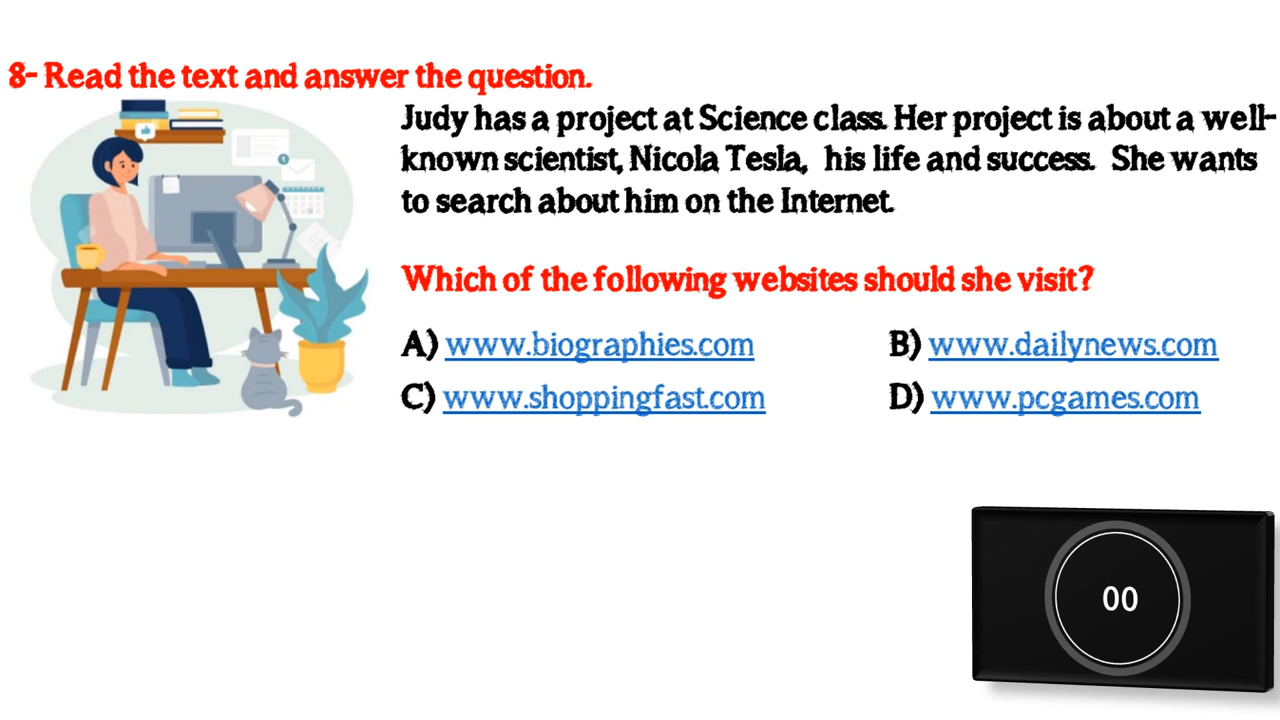 8- Read the text and answer the question.
Judy has a project at Science class. Her project is about a well-
known scientist, Nicola Tesla, his life and success. She wants
to search about him on the Internet.
Which of the following websites should she visit?
A) www.biographies.com B) www.dailynews.com
C) www.shoppingfast.com D) www.pcgames.com
00